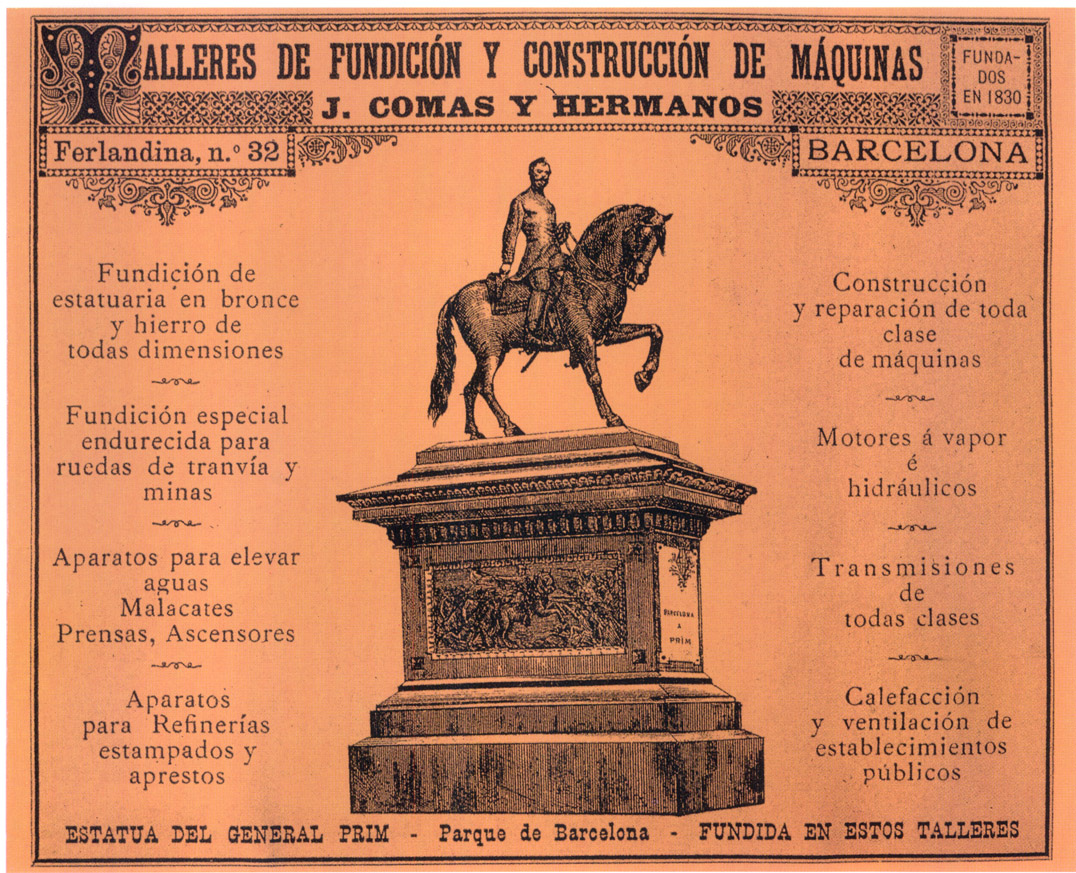 TALLERES DE FUNDICIÓN Y CONSTRUCCIÓN DE MÁQUINAS
J. COMAS Y HERMANOS
FUNDA-
DOS
EN 1830
Ferlandina, n.º 32
BARCELONA
Fundición de
estatuaria en bronce
y hierro de
todas dimensiones
Fundición especial
endurecida para
ruedas de tranvía y
minas
Aparatos para elevar
aguas
Malacates
Prensas, Ascensores
Aparatos
para Refinerías
estampados y
aprestos
BARCELONA
A
PRIM
Construcción
y reparación de toda
clase
de máquinas
Motores á vapor
é
hidráulicos
Transmisiones
de
todas clases
Calefacción
y ventilación de
establecimientos
públicos
ESTATUA DEL GENERAL PRIM - Parque de Barcelona - FUNDIDA EN ESTOS TALLERES